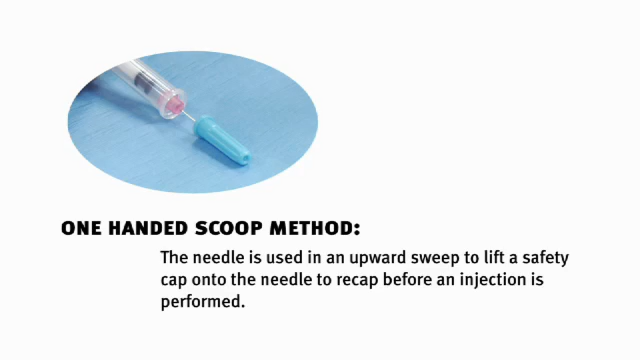 ONE HANDED SCOOP METHOD:
The needle is used in an upward sweep to lift a safety
cap onto the needle to recap before an injection is
performed.